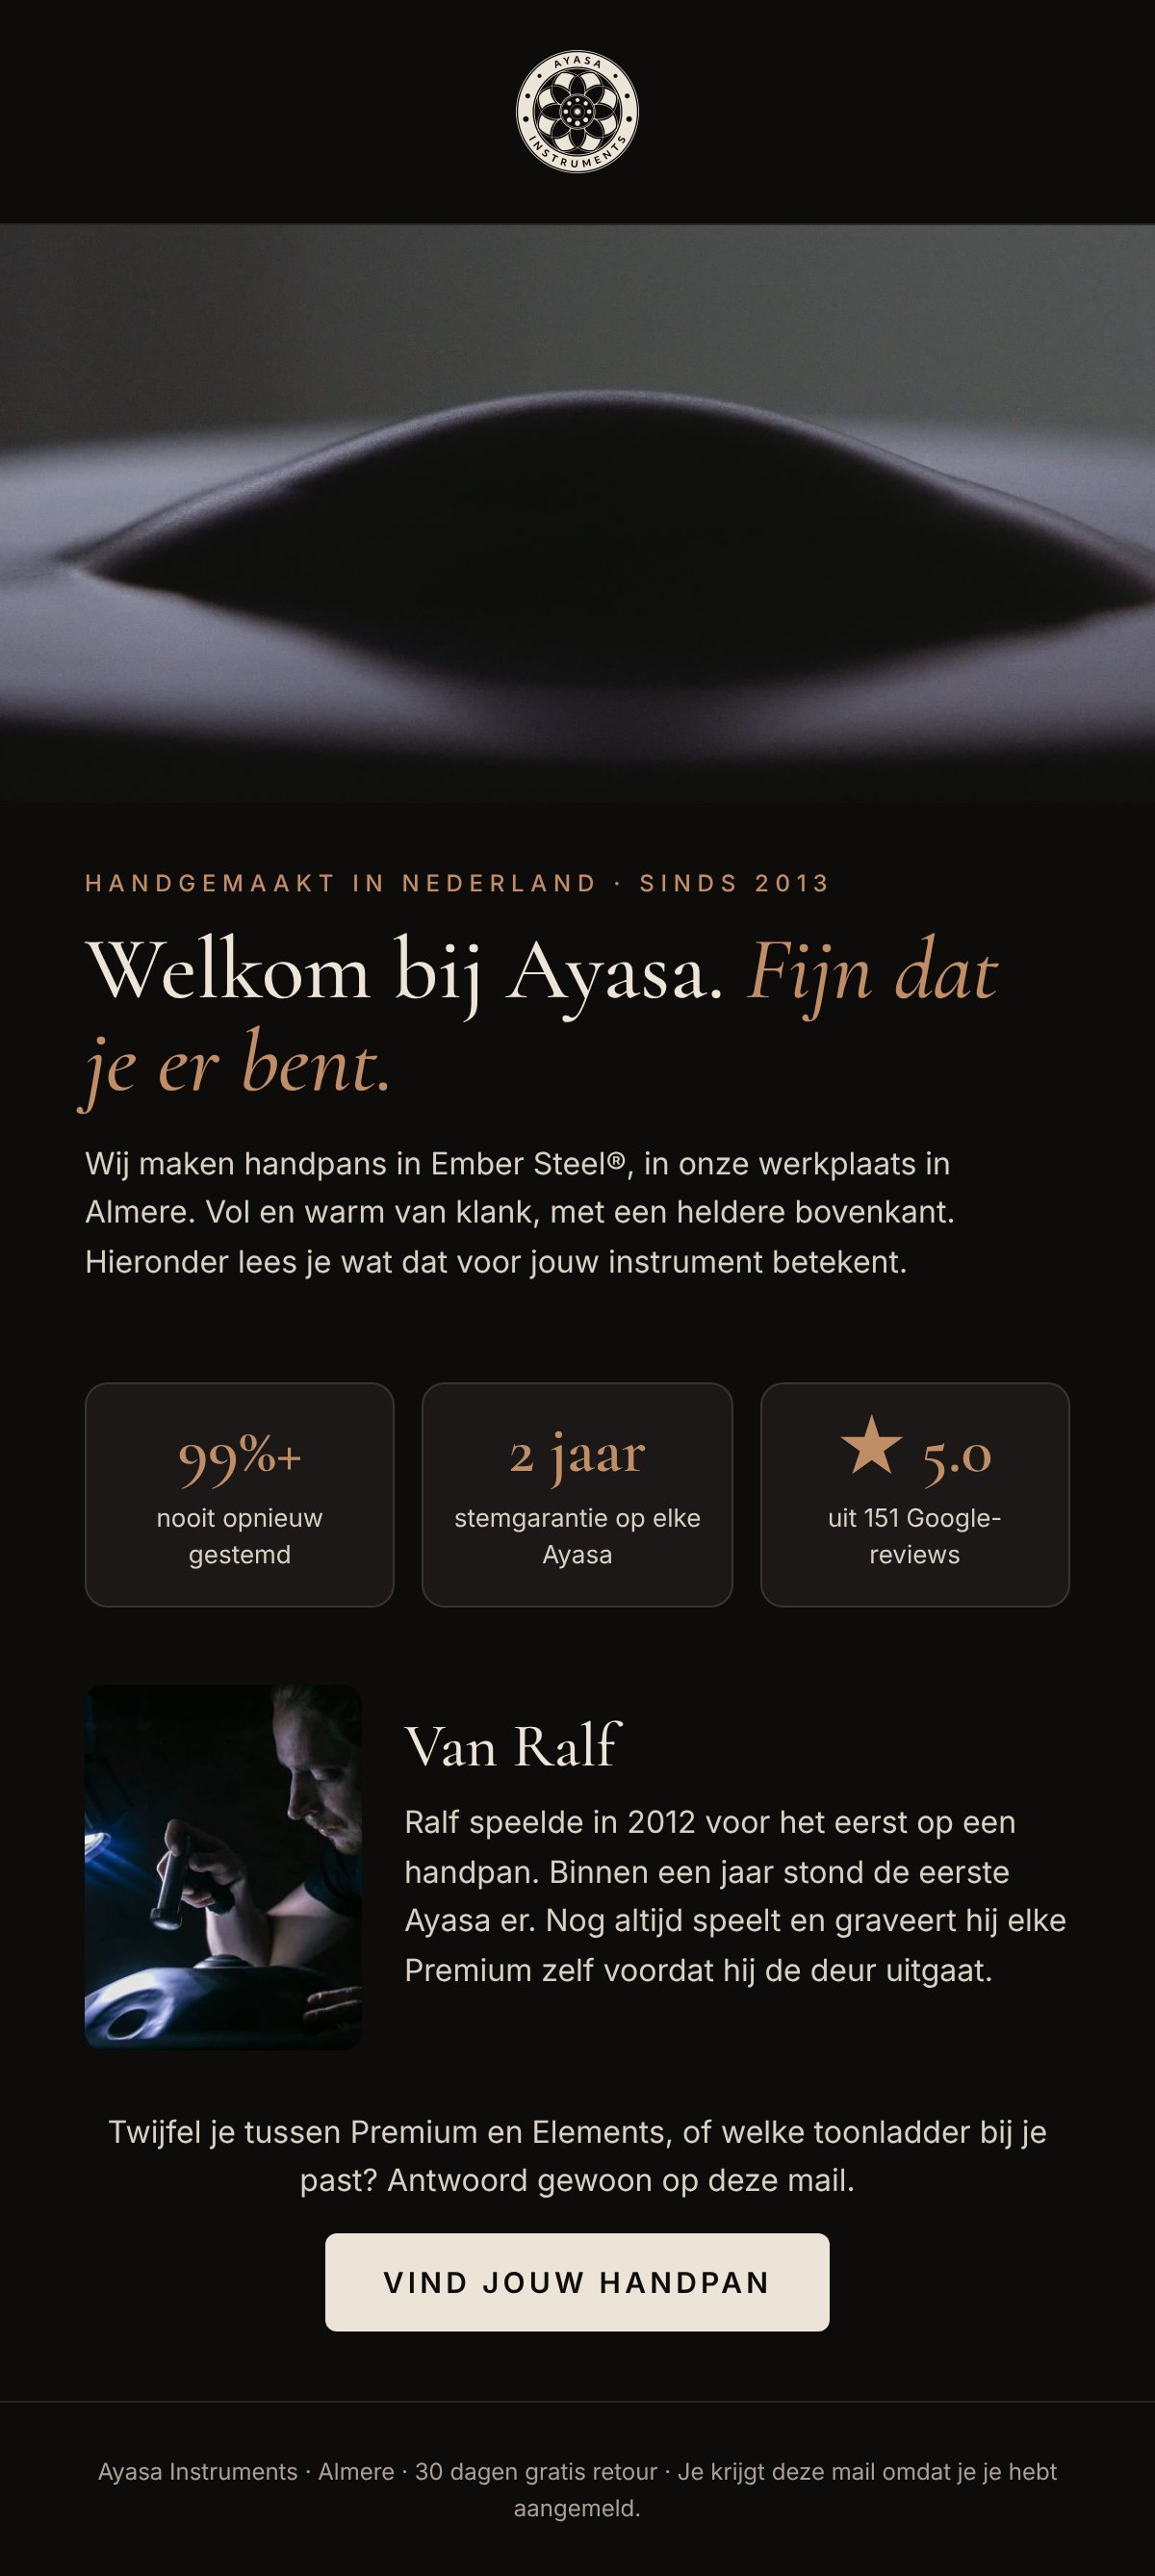 AYASA
INSTRUMENTS
HANDGEMAAKT IN NEDERLAND · SINDS 2013
Welkom bij Ayasa. Fijn dat
je er bent.
Wij maken handpans in Ember Steel®, in onze werkplaats in
Almere. Vol en warm van klank, met een heldere bovenkant.
Hieronder lees je wat dat voor jouw instrument betekent.
99%+
nooit opnieuw
gestemd
2 jaar
stemgarantie op elke
Ayasa
★ 5.0
uit 151 Google-
reviews
Van Ralf
Ralf speelde in 2012 voor het eerst op een
handpan. Binnen een jaar stond de eerste
Ayasa er. Nog altijd speelt en graveert hij elke
Premium zelf voordat hij de deur uitgaat.
Twijfel je tussen Premium en Elements, of welke toonladder bij je
past? Antwoord gewoon op deze mail.
VIND JOUW HANDPAN
Ayasa Instruments · Almere · 30 dagen gratis retour · Je krijgt deze mail omdat je je hebt
aangemeld.